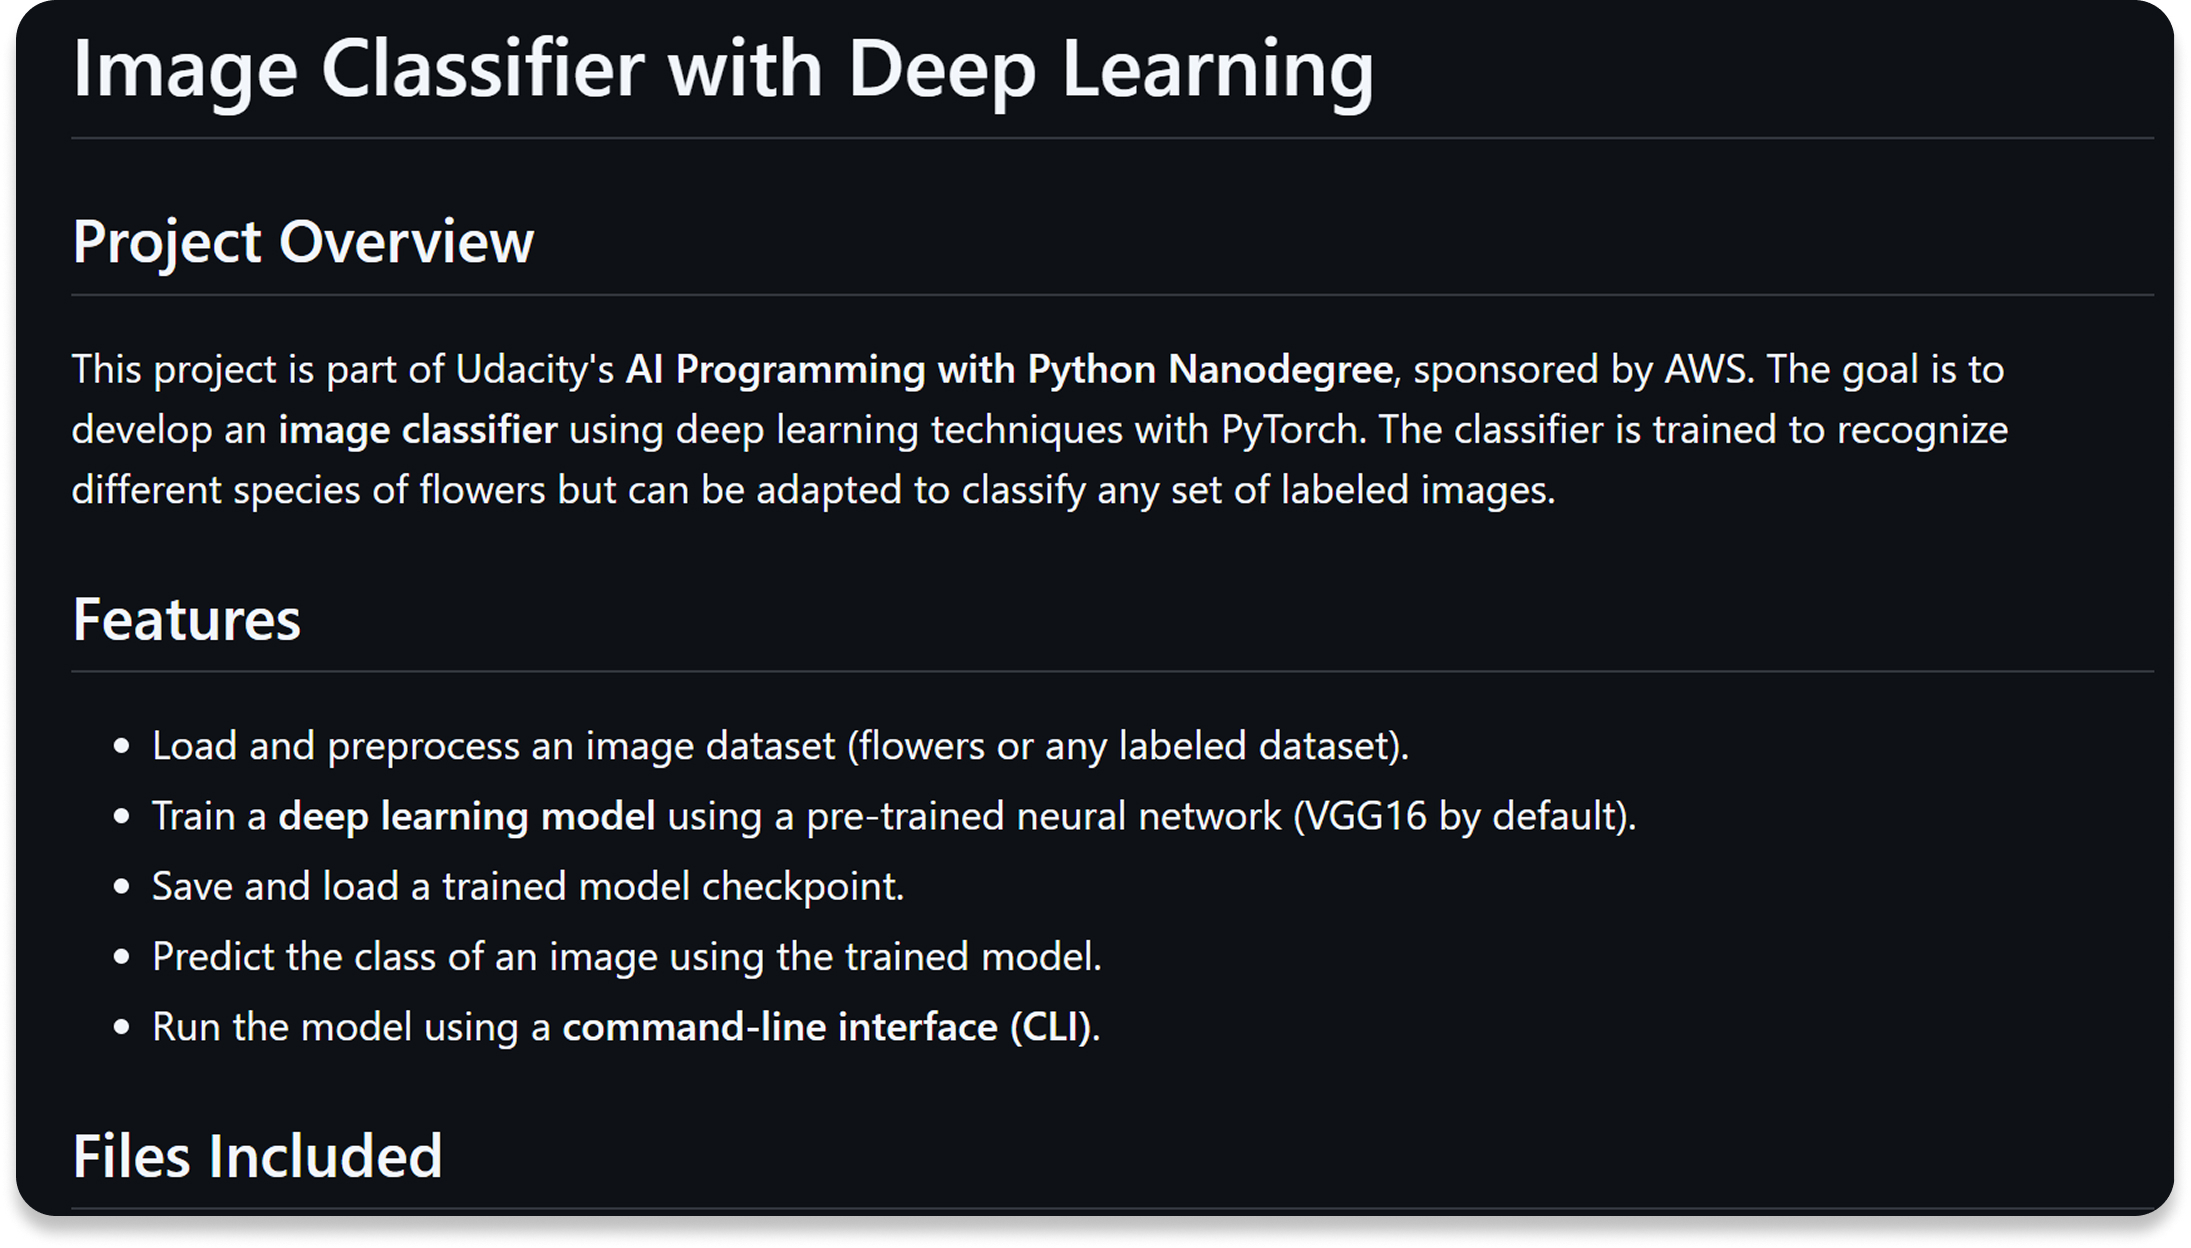 Image Classifier with Deep Learning
Project Overview
This project is part of Udacity's AI Programming with Python Nanodegree, sponsored by AWS. The goal is to
develop an image classifier using deep learning techniques with PyTorch. The classifier is trained to recognize
different species of flowers but can be adapted to classify any set of labeled images.
Features
• Load and preprocess an image dataset (flowers or any labeled dataset).
• Train a deep learning model using a pre-trained neural network (VGG16 by default).
• Save and load a trained model checkpoint.
• Predict the class of an image using the trained model.
• Run the model using a command-line interface (CLI).
Files Included